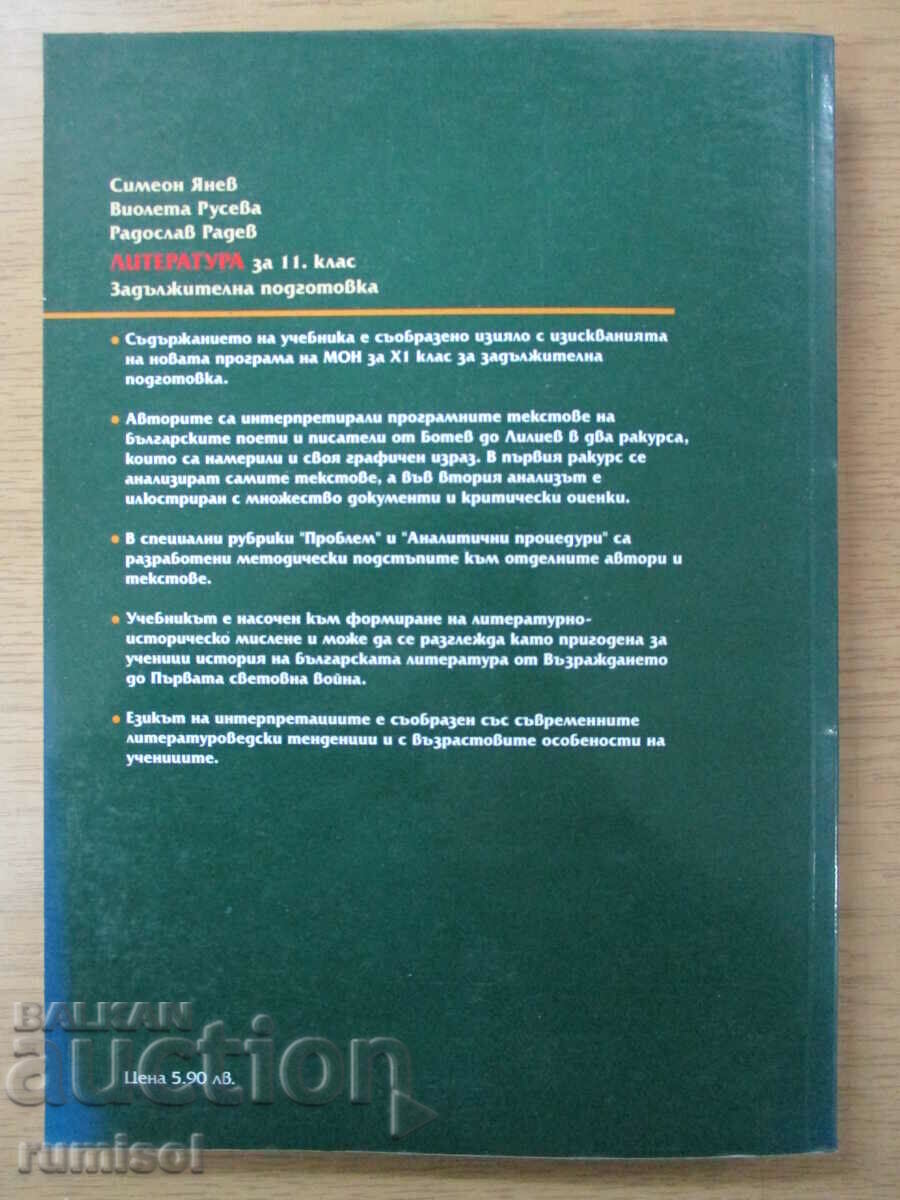 Симеон Янев
Виолета Русева
Радослав Радев
ЛИТЕРАТУРА за 11. клас
Задължителна подготовка
• Съдържанието на учебника е съобразено изцяло с изискванията
на новата програма на МОН за XI клас за задължителна
подготовка.
• Авторите са интерпретирали програмните текстове на
българските поети и писатели от Ботев до Лилиев в два ракурса,
които са намерили и своя графичен израз. В първия ракурс се
анализират самите текстове, а във втория анализът е
илюстриран с множество документи и критически оценки.
• В специални рубрики "Проблем" и "Аналитични процедури" са
разработени методически подстъпите към отделните автори и
текстове.
• Учебникът е насочен към формиране на литературно-
историческо мислене и може да се разглежда като пригодена за
ученици история на българската литература от Възраждането
до Първата световна война.
• Езикът на интерпретациите е съобразен със съвременните
литературоведски тенденции и с възрастовите особености на
учениците.
BALKAN
auction
Цена 5.90 лв.
rumisol